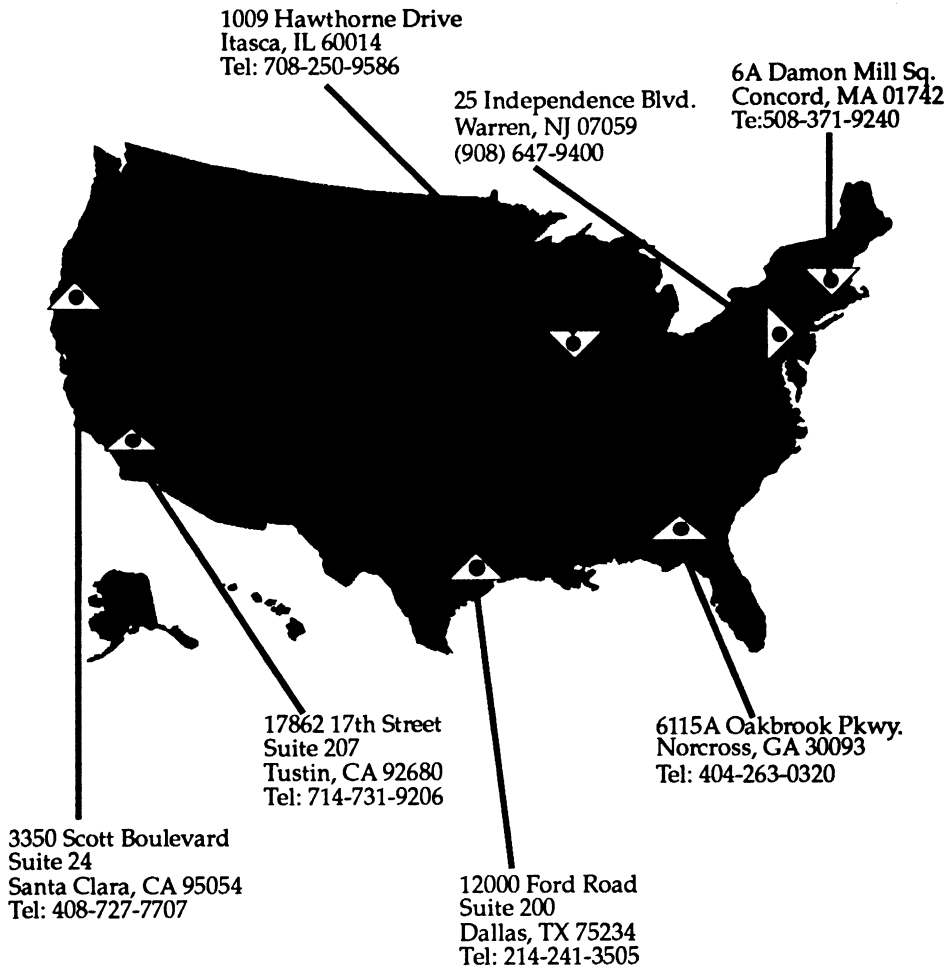 1009 Hawthorne Drive
Itasca, IL 60014
Tel: 708-250-9586
25 Independence Blvd.
Warren, NJ 07059
(908) 647-9400
6A Damon Mill Sq.
Concord, MA 01742
Te:508-371-9240
17862 17th Street
Suite 207
Tustin, CA 92680
Tel: 714-731-9206
6115A Oakbrook Pkwy.
Norcross, GA 30093
Tel: 404-263-0320
3350 Scott Boulevard
Suite 24
Santa Clara, CA 95054
Tel: 408-727-7707
12000 Ford Road
Suite 200
Dallas, TX 75234
Tel: 214-241-3505